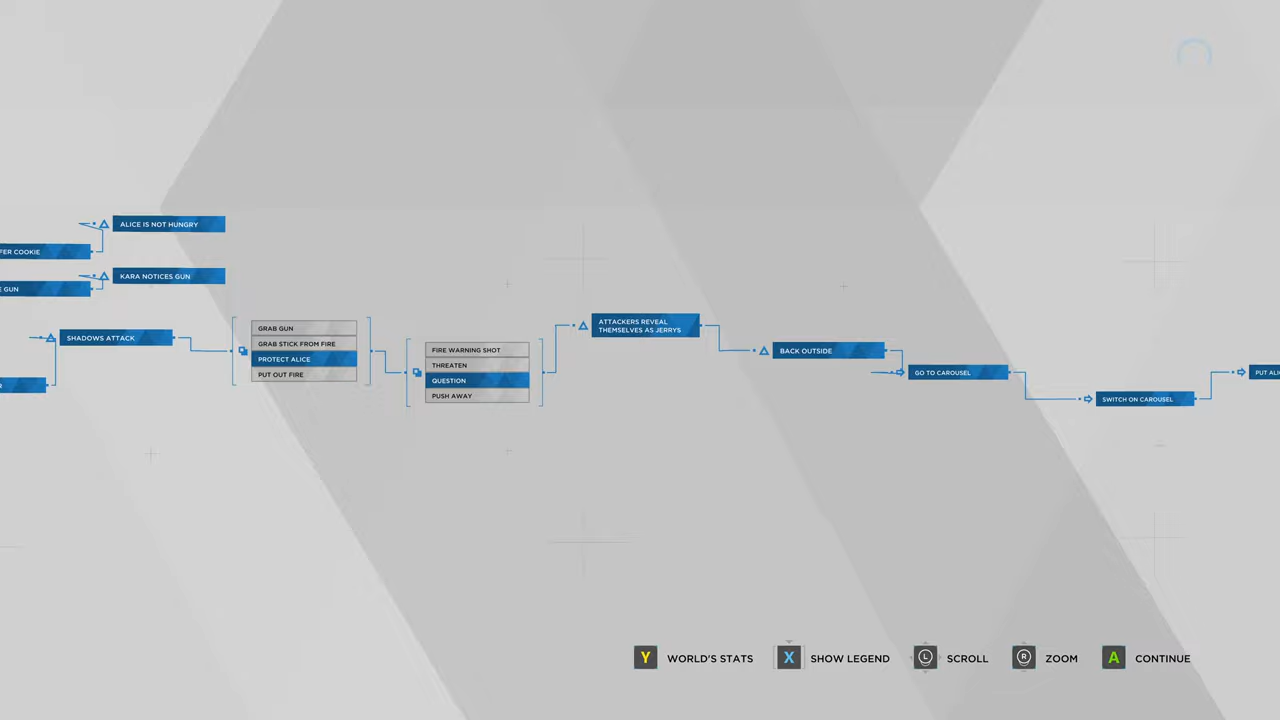 ALICE IS NOT HUNGRY
FER COOKIE
KARA NOTICES GUN
E GUN
SHADOWS ATTACK
GRAB GUN
GRAB STICK FROM FIRE
PROTECT ALICE
PUT OUT FIRE
FIRE WARNING SHOT
THREATEN
QUESTION
PUSH AWAY
ATTACKERS REVEAL
THEMSELVES AS JERRYS
BACK OUTSIDE
GO TO CAROUSEL
SWITCH ON CAROUSEL
PUT ALI
Y WORLD'S STATS
X SHOW LEGEND
L SCROLL
R ZOOM
A CONTINUE